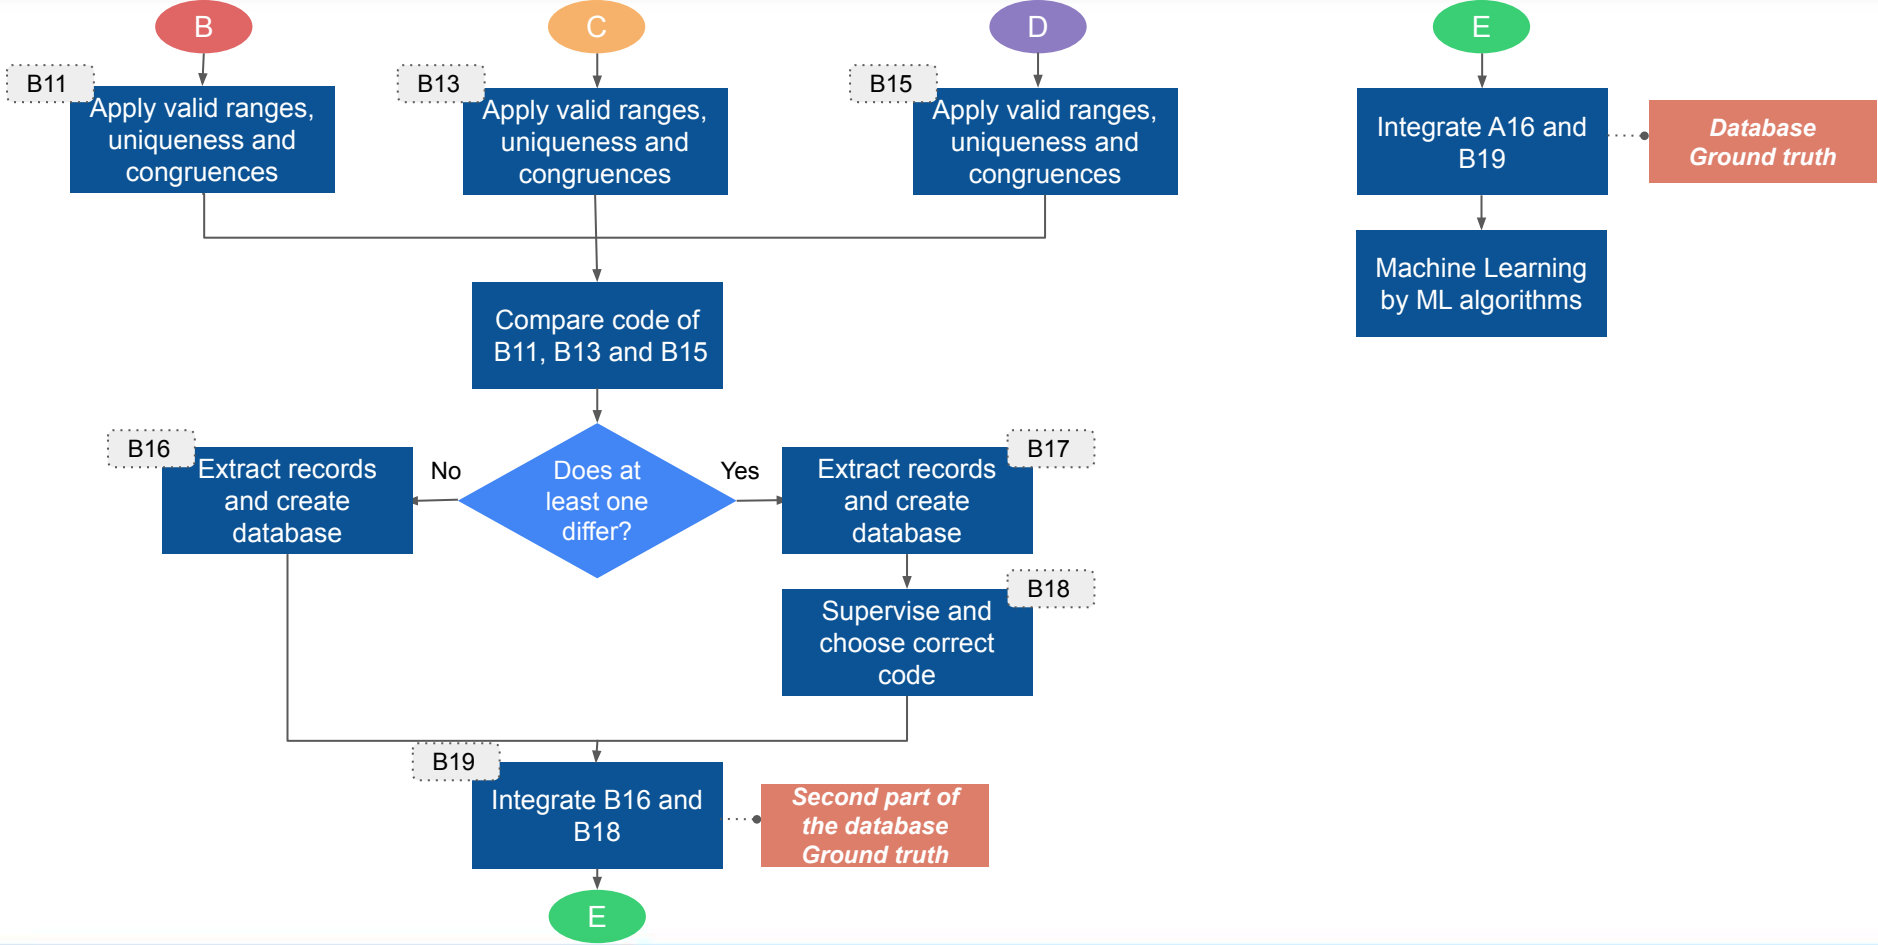 B
C
D
E
B11
Apply valid ranges,
uniqueness and
congruences
B13
Apply valid ranges,
uniqueness and
congruences
B15
Apply valid ranges,
uniqueness and
congruences
Integrate A16 and
B19
Database
Ground truth
Machine Learning
by ML algorithms
Compare code of
B11, B13 and B15
B16
Extract records
and create
database
No
Does at
least one
differ?
Yes
B17
Extract records
and create
database
B18
Supervise and
choose correct
code
B19
Integrate B16 and
B18
Second part of
the database
Ground truth
E